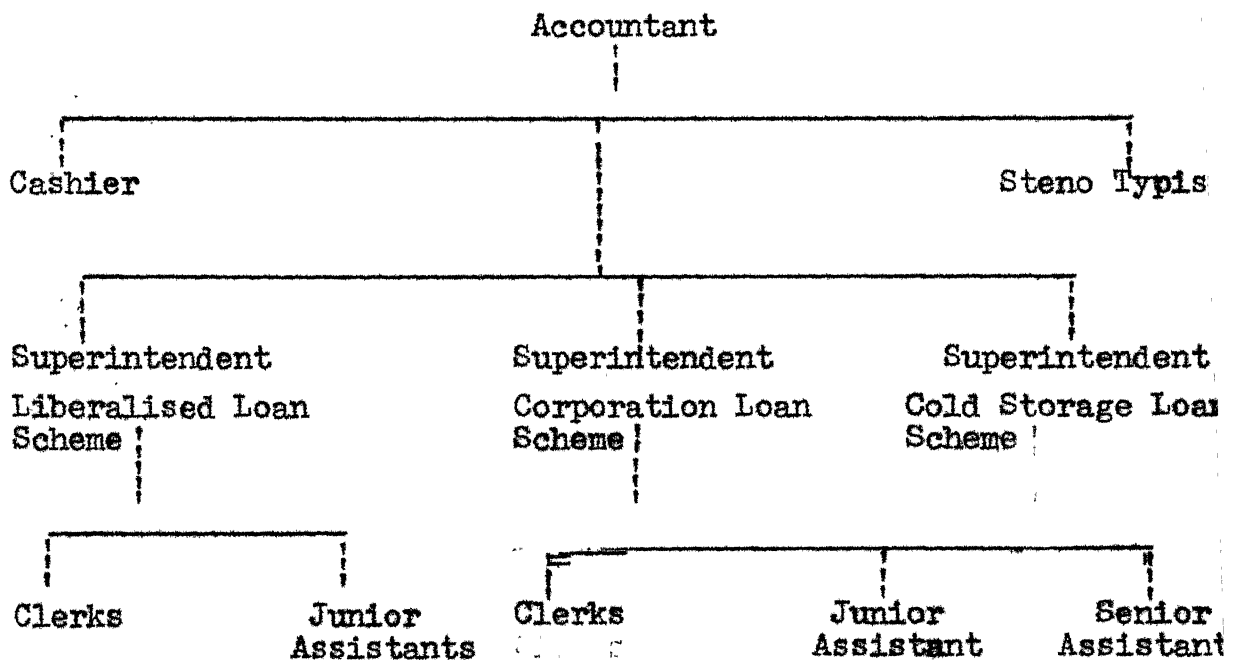 Accountant
Cashier
Steno Typis
Superintendent Superintendent Superintendent
Liberalised Loan Corporation Loan Cold Storage Loan
Scheme Scheme Scheme
Clerks Junior Clerks Junior Senior
Assistants Assistant Assistant